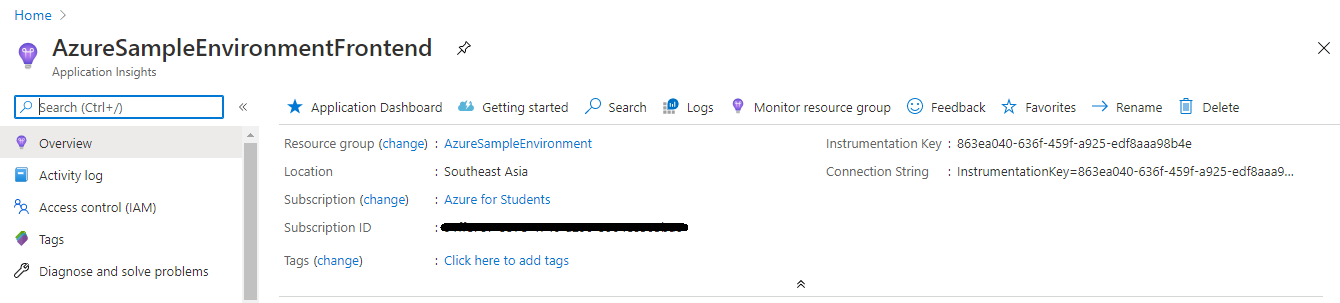 Home >
AzureSampleEnvironmentFrontend
Application Insights
Search (Ctrl+/) «
Application Dashboard Getting started Search Logs Monitor resource group Feedback Favorites Rename Delete
Overview
Activity log
Access control (IAM)
Tags
Diagnose and solve problems
Resource group (change) : AzureSampleEnvironment
Location : Southeast Asia
Subscription (change) : Azure for Students
Subscription ID :
Tags (change) : Click here to add tags
Instrumentation Key : 863ea040-636f-459f-a925-edf8aaa98b4e
Connection String : InstrumentationKey=863ea040-636f-459f-a925-edf8aaa9...